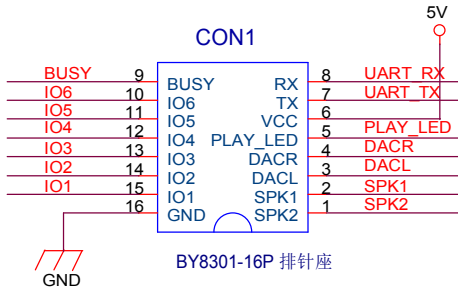 5V
CON1
BUSY 9 BUSY RX 8 UART_RX
IO6 10 IO6 TX 7 UART_TX
IO5 11 IO5 VCC 6
IO4 12 IO4 PLAY_LED 5 PLAY_LED
IO3 13 IO3 DACR 4 DACR
IO2 14 IO2 DACL 3 DACL
IO1 15 IO1 SPK1 2 SPK1
16 GND SPK2 1 SPK2
BY8301-16P 排针座
GND